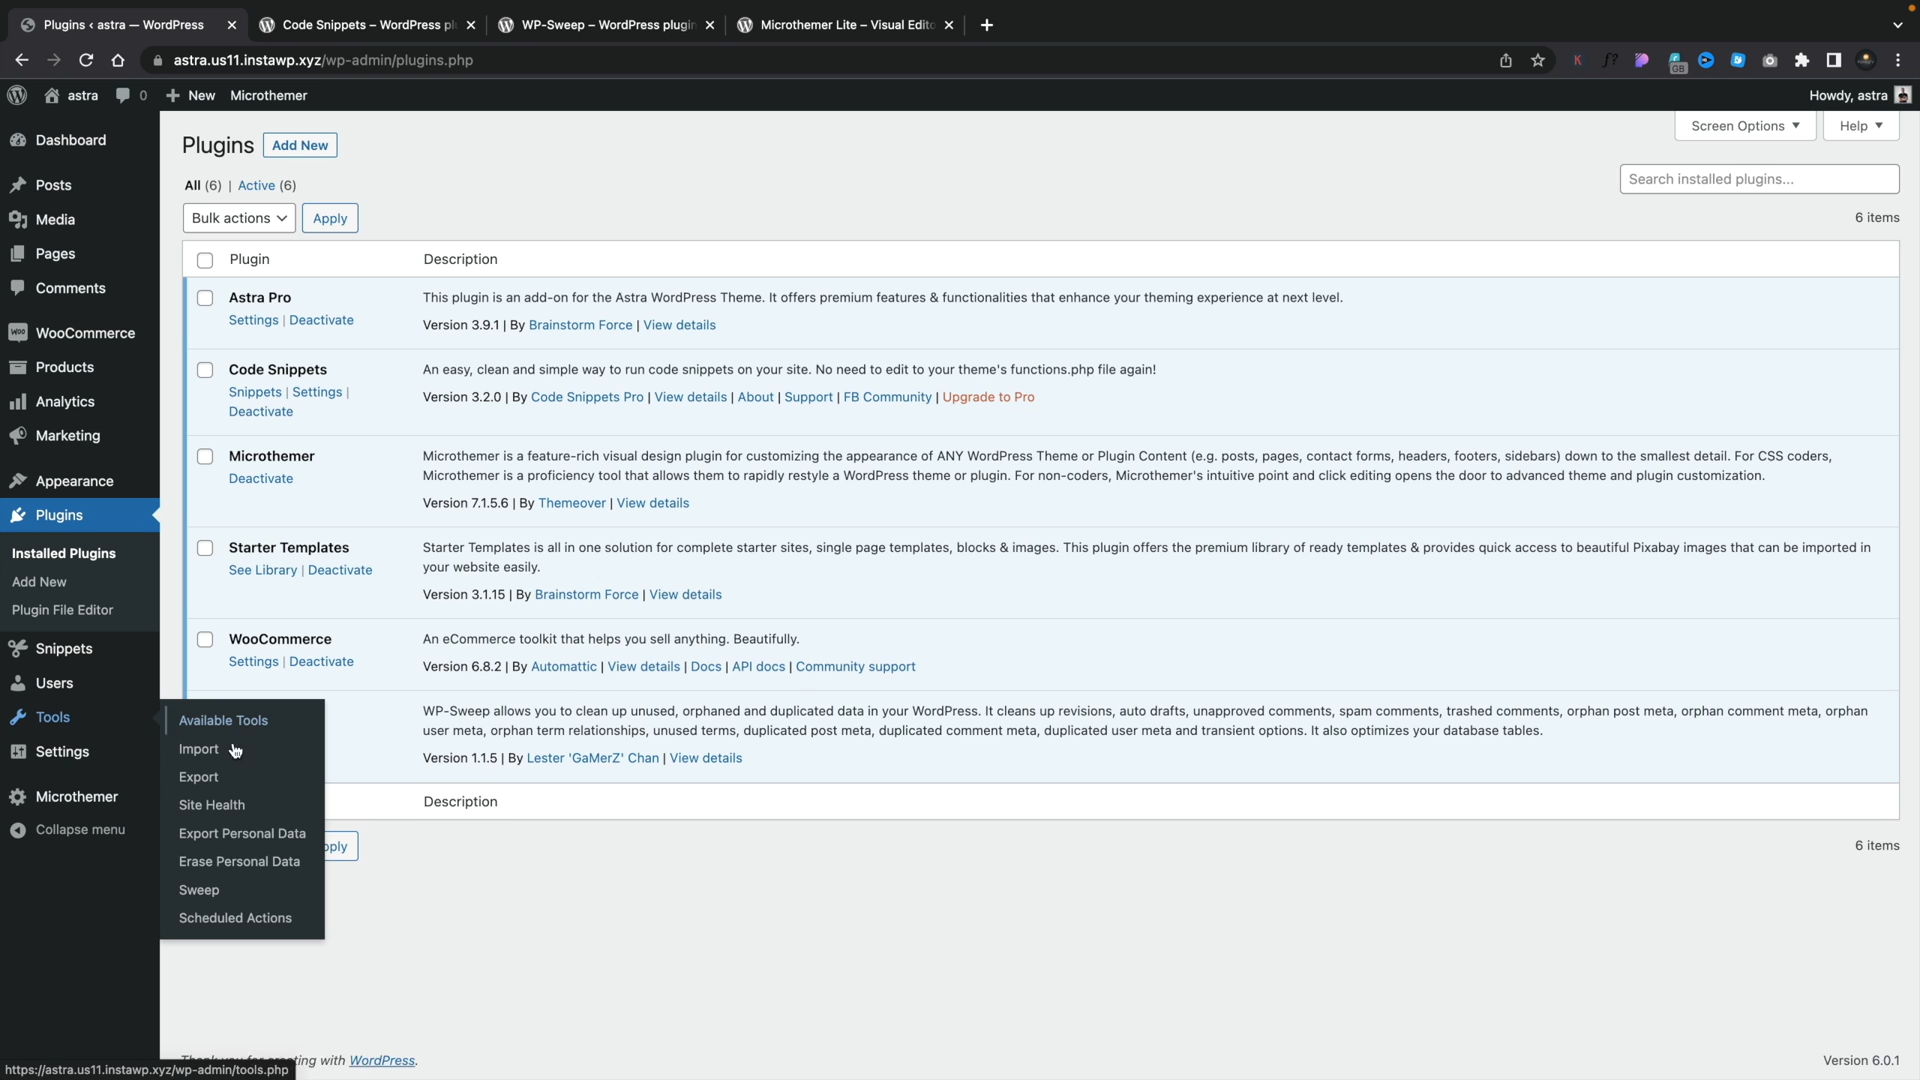 Plugins ‹ astra — WordPress
Code Snippets – WordPress pl
WP-Sweep – WordPress plugin
Microthemer Lite – Visual Edito
astra.us11.instawp.xyz/wp-admin/plugins.php
GB
astra
0
New
Microthemer
Howdy, astra
Dashboard
Posts
Media
Pages
Comments
WooCommerce
Products
Analytics
Marketing
Appearance
Plugins
Installed Plugins
Add New
Plugin File Editor
Snippets
Users
Tools
Settings
Microthemer
Collapse menu
Available Tools
Import
Export
Site Health
Export Personal Data
Erase Personal Data
Sweep
Scheduled Actions
Plugins
Add New
Screen Options
Help
All (6) | Active (6)
Search installed plugins...
Bulk actions
Apply
6 items
Plugin
Description
Astra Pro
Settings | Deactivate
This plugin is an add-on for the Astra WordPress Theme. It offers premium features & functionalities that enhance your theming experience at next level.
Version 3.9.1 | By Brainstorm Force | View details
Code Snippets
Snippets | Settings |
Deactivate
An easy, clean and simple way to run code snippets on your site. No need to edit to your theme's functions.php file again!
Version 3.2.0 | By Code Snippets Pro | View details | About | Support | FB Community | Upgrade to Pro
Microthemer
Deactivate
Microthemer is a feature-rich visual design plugin for customizing the appearance of ANY WordPress Theme or Plugin Content (e.g. posts, pages, contact forms, headers, footers, sidebars) down to the smallest detail. For CSS coders,
Microthemer is a proficiency tool that allows them to rapidly restyle a WordPress theme or plugin. For non-coders, Microthemer's intuitive point and click editing opens the door to advanced theme and plugin customization.
Version 7.1.5.6 | By Themeover | View details
Starter Templates
See Library | Deactivate
Starter Templates is all in one solution for complete starter sites, single page templates, blocks & images. This plugin offers the premium library of ready templates & provides quick access to beautiful Pixabay images that can be imported in
your website easily.
Version 3.1.15 | By Brainstorm Force | View details
WooCommerce
Settings | Deactivate
An eCommerce toolkit that helps you sell anything. Beautifully.
Version 6.8.2 | By Automattic | View details | Docs | API docs | Community support
WP-Sweep allows you to clean up unused, orphaned and duplicated data in your WordPress. It cleans up revisions, auto drafts, unapproved comments, spam comments, trashed comments, orphan post meta, orphan comment meta, orphan
user meta, orphan term relationships, unused terms, duplicated post meta, duplicated comment meta, duplicated user meta and transient options. It also optimizes your database tables.
Version 1.1.5 | By Lester 'GaMerZ' Chan | View details
Description
pply
6 items
Thank you for creating with WordPress.
Version 6.0.1
https://astra.us11.instawp.xyz/wp-admin/tools.php